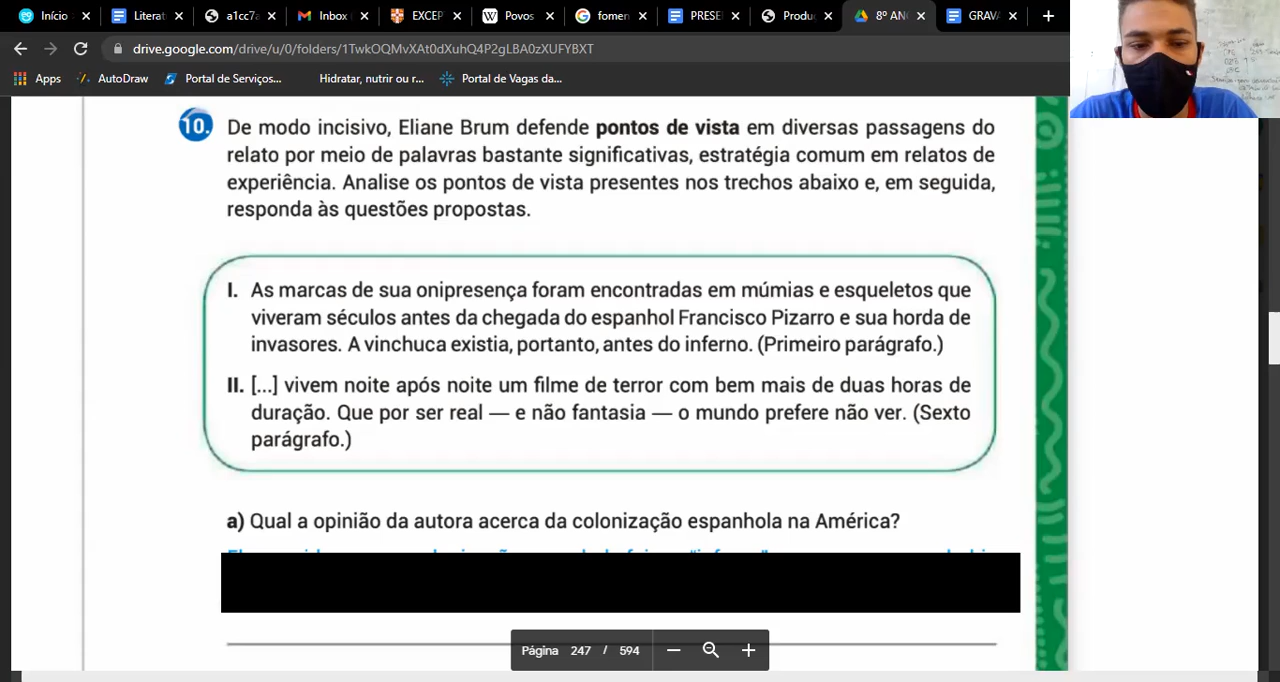 Início
Literat
a1cc7a
Inbox
EXCEP
Povos
fomen
PRESE
Produ
8º AN
GRAVA
drive.google.com/drive/u/0/folders/1TwkOQMvXAt0dXuhQ4P2gLBA0zXUFYBXT
Apps
AutoDraw
Portal de Serviços...
Hidratar, nutrir ou r...
Portal de Vagas da...
10. De modo incisivo, Eliane Brum defende pontos de vista em diversas passagens do
relato por meio de palavras bastante significativas, estratégia comum em relatos de
experiência. Analise os pontos de vista presentes nos trechos abaixo e, em seguida,
responda às questões propostas.
I. As marcas de sua onipresença foram encontradas em múmias e esqueletos que
viveram séculos antes da chegada do espanhol Francisco Pizarro e sua horda de
invasores. A vinchuca existia, portanto, antes do inferno. (Primeiro parágrafo.)
II. [...] vivem noite após noite um filme de terror com bem mais de duas horas de
duração. Que por ser real — e não fantasia — o mundo prefere não ver. (Sexto
parágrafo.)
a) Qual a opinião da autora acerca da colonização espanhola na América?
Página 247 / 594